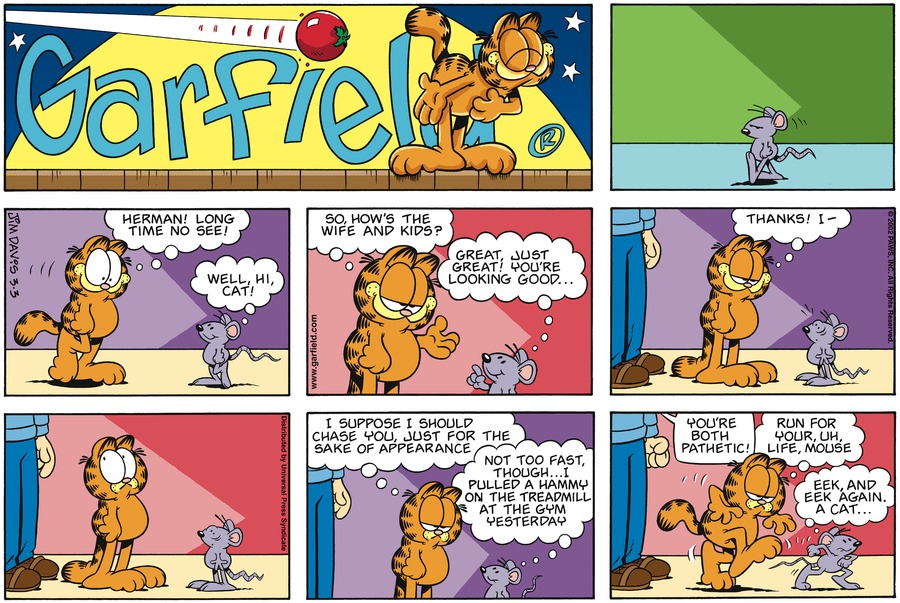 Garfield
®
JIM DAVIS 3.3
HERMAN! LONG
TIME NO SEE!
WELL, HI,
CAT!
SO, HOW'S THE
WIFE AND KIDS?
GREAT, JUST
GREAT! YOU'RE
LOOKING GOOD...
www.garfield.com
THANKS! I-
© 2002 PAWS, INC. All Rights Reserved.
Distributed by Universal Press Syndicate
I SUPPOSE I SHOULD
CHASE YOU, JUST FOR THE
SAKE OF APPEARANCE
NOT TOO FAST,
THOUGH...I
PULLED A HAMMY
ON THE TREADMILL
AT THE GYM
YESTERDAY
YOU'RE
BOTH
PATHETIC!
RUN FOR
YOUR, UH,
LIFE, MOUSE
EEK, AND
EEK AGAIN.
A CAT...